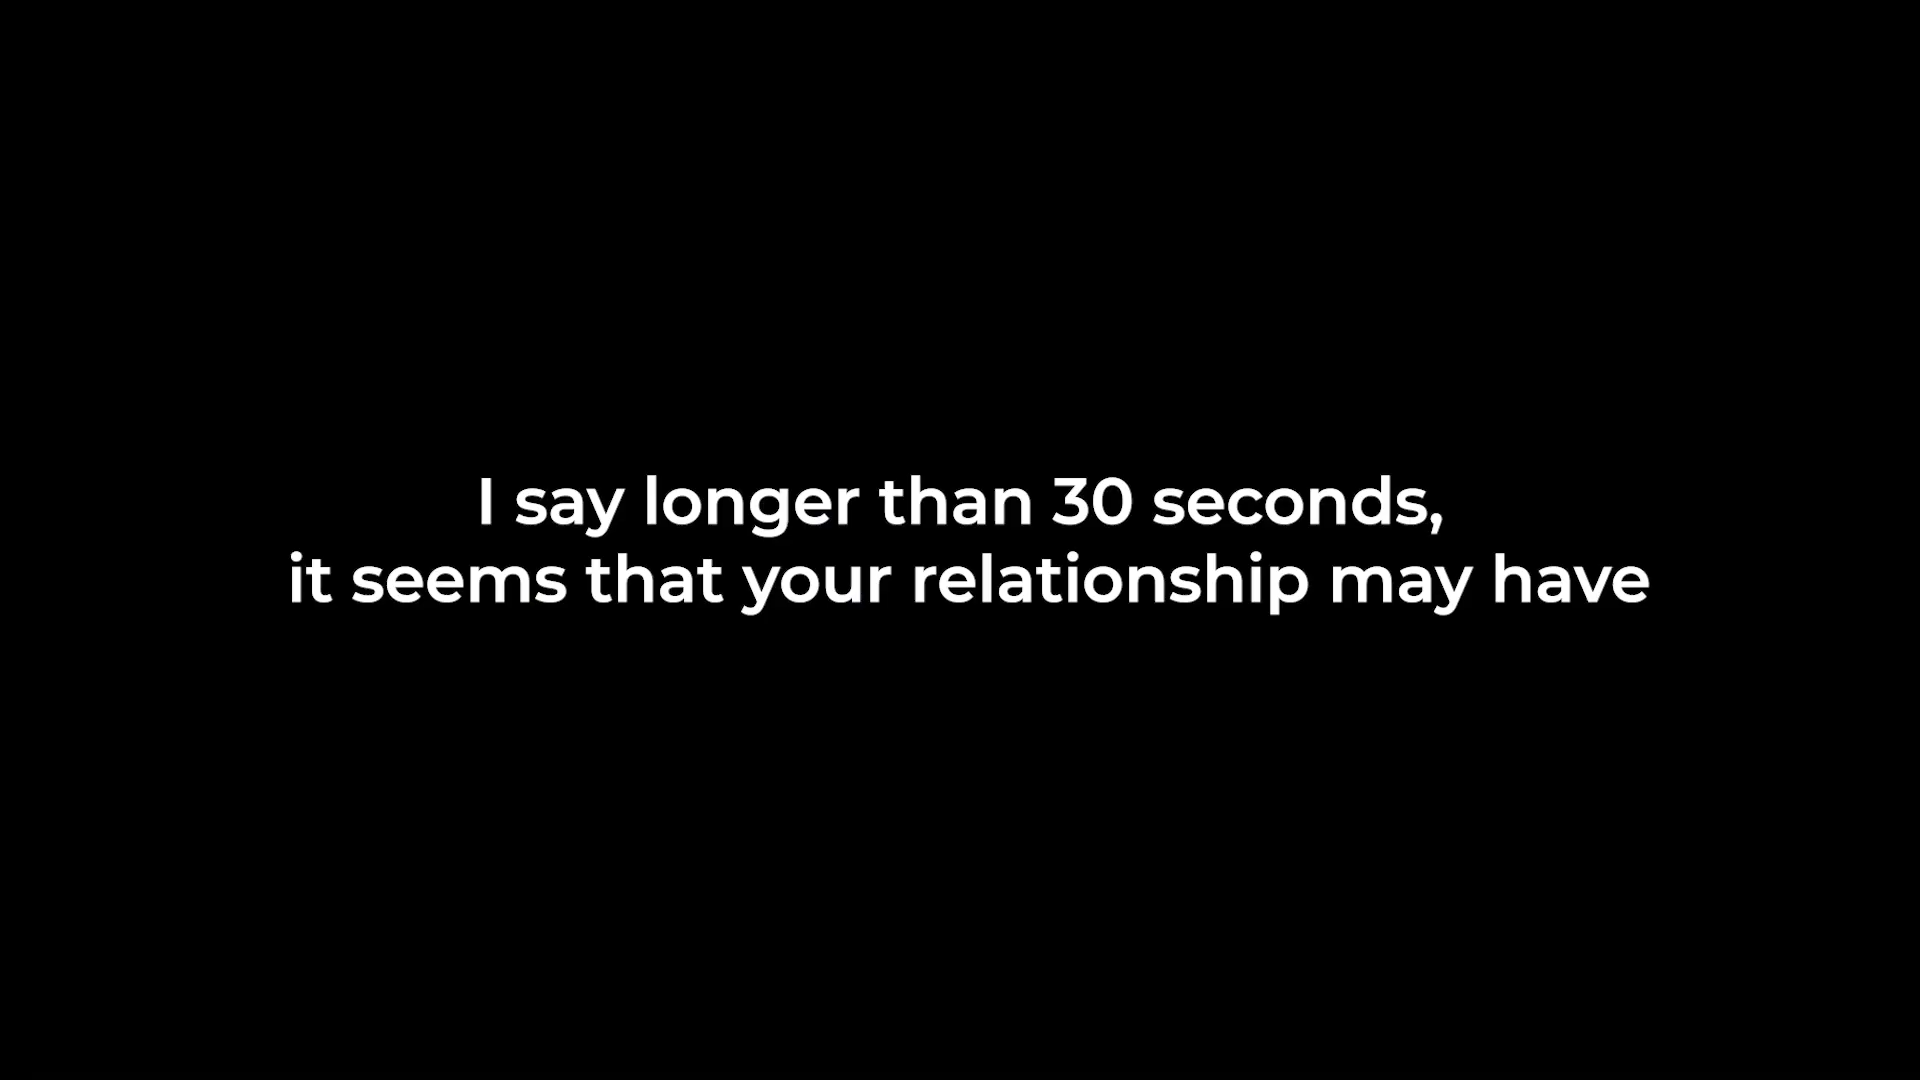 I say longer than 30 seconds,
it seems that your relationship may have